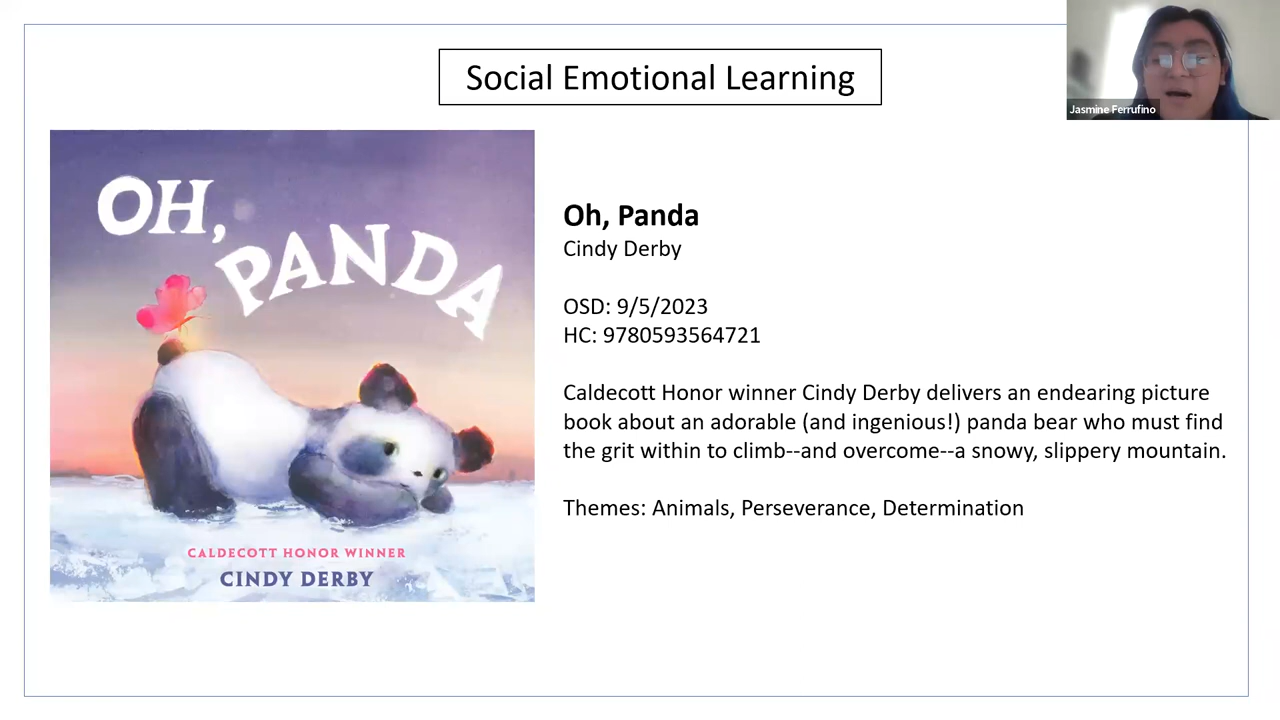 Social Emotional Learning
Jasmine Ferrufino
OH,
PANDA
CALDECOTT HONOR WINNER
CINDY DERBY
Oh, Panda
Cindy Derby
OSD: 9/5/2023
HC: 9780593564721
Caldecott Honor winner Cindy Derby delivers an endearing picture
book about an adorable (and ingenious!) panda bear who must find
the grit within to climb--and overcome--a snowy, slippery mountain.
Themes: Animals, Perseverance, Determination